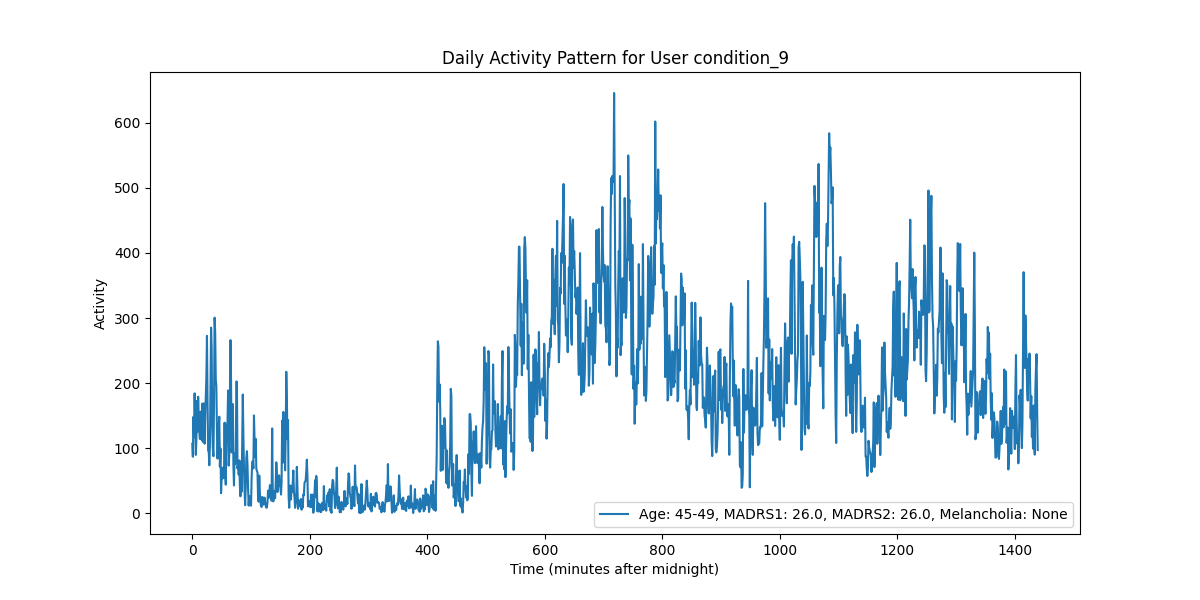 Daily Activity Pattern for User condition_9
600
500
400
300
200
100
0
Activity
0 200 400 600 800 1000 1200 1400
Time (minutes after midnight)
Age: 45-49, MADRS1: 26.0, MADRS2: 26.0, Melancholia: None